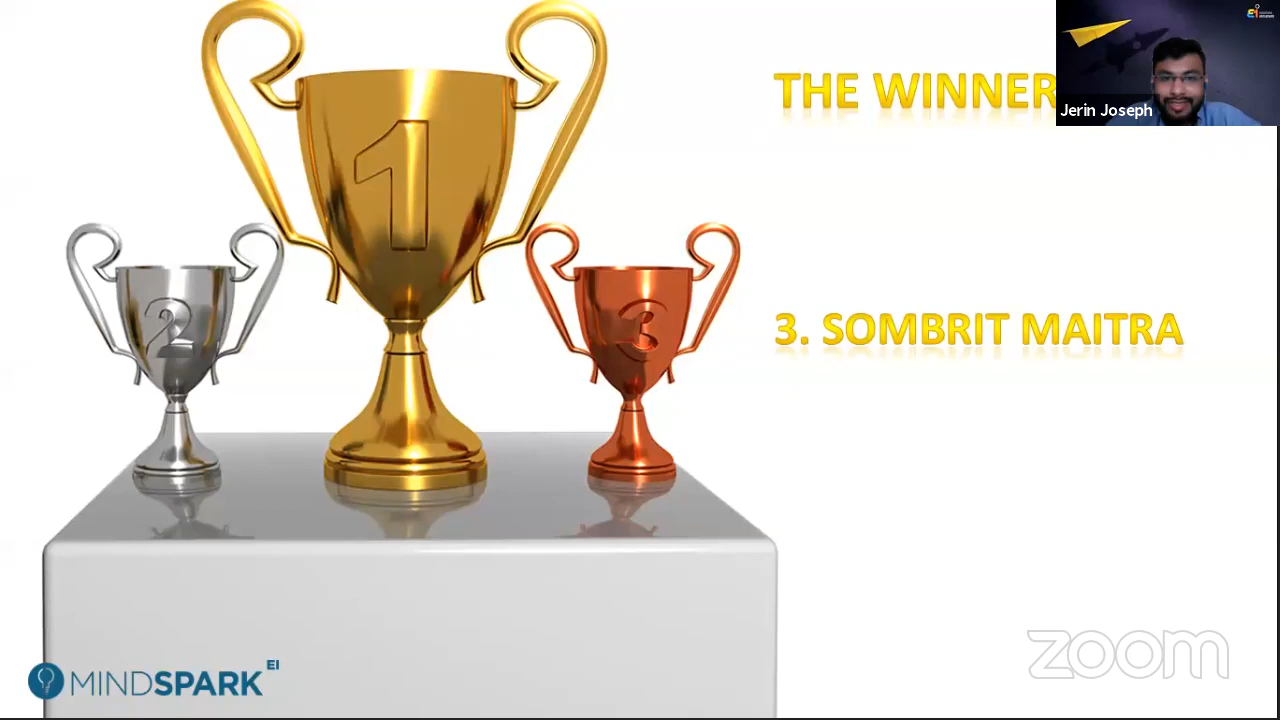 THE WINNER
Jerin Joseph
1
2
3
3. SOMBRIT MAITRA
MINDSPARK EI
zoom